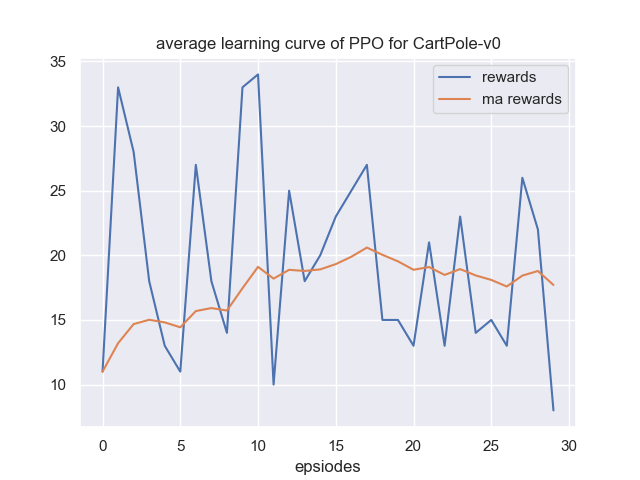 average learning curve of PPO for CartPole-v0
35
rewards
ma rewards
30
25
20
15
10
0 5 10 15 20 25 30
epsiodes